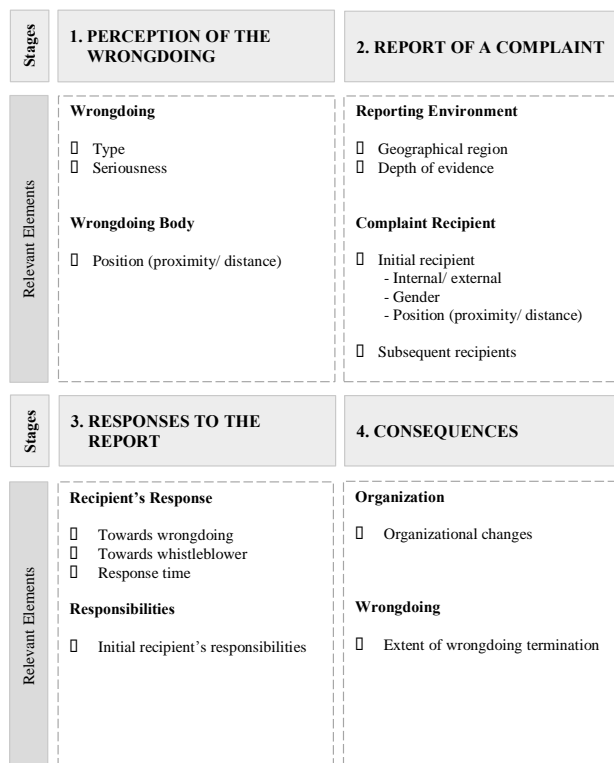 Stages
1. PERCEPTION OF THE
WRONGDOING
2. REPORT OF A COMPLAINT
Relevant Elements
Wrongdoing
Type
Seriousness
Wrongdoing Body
Position (proximity/ distance)
Reporting Environment
Geographical region
Depth of evidence
Complaint Recipient
Initial recipient
- Internal/ external
- Gender
- Position (proximity/ distance)
Subsequent recipients
Stages
3. RESPONSES TO THE
REPORT
4. CONSEQUENCES
Relevant Elements
Recipient’s Response
Towards wrongdoing
Towards whistleblower
Response time
Responsibilities
Initial recipient’s responsibilities
Organization
Organizational changes
Wrongdoing
Extent of wrongdoing termination